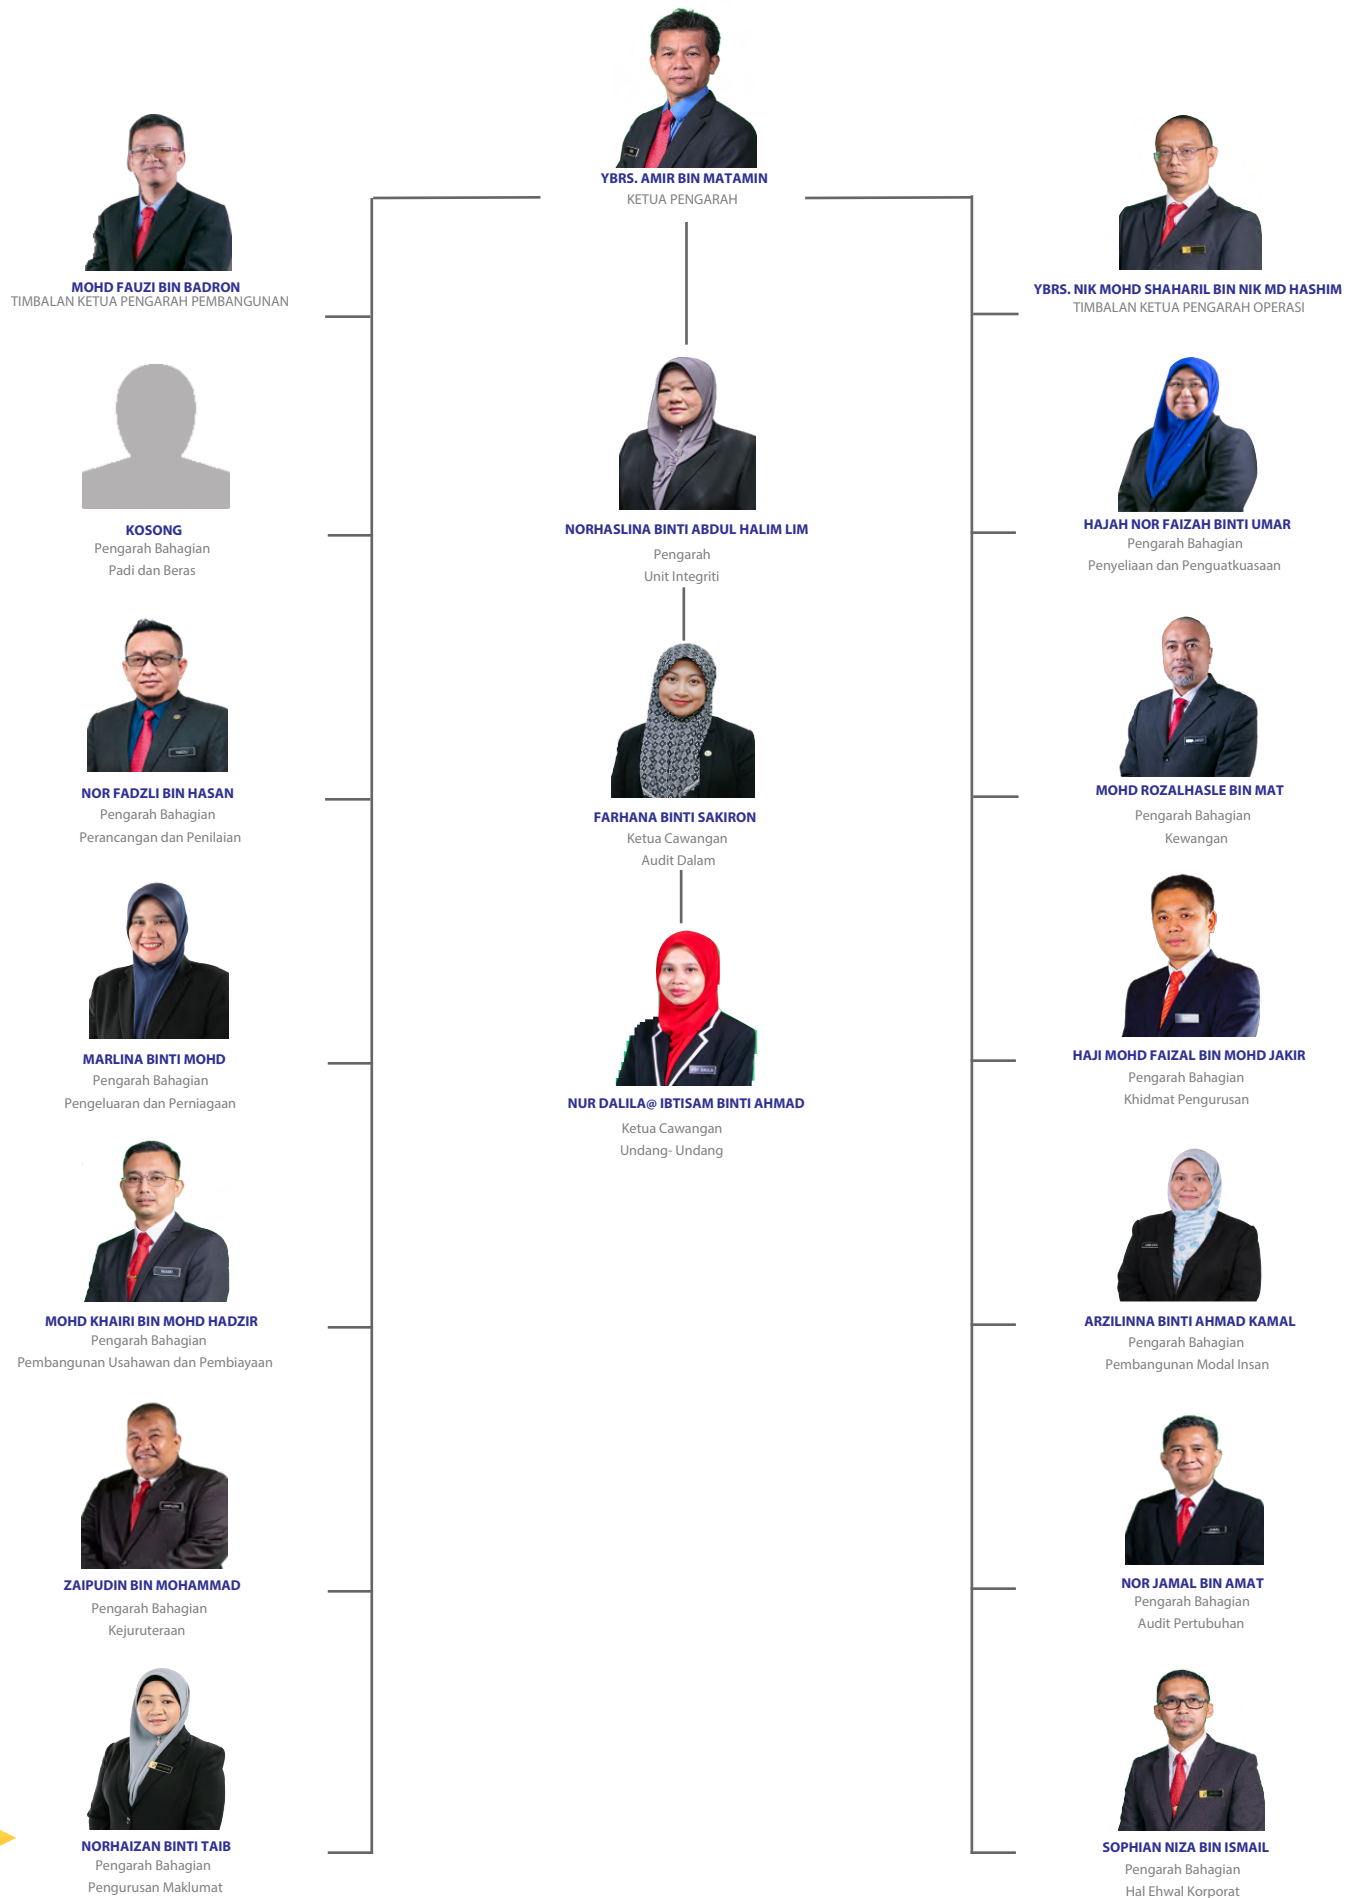 YBRS. AMIR BIN MATAMIN
KETUA PENGARAH
MOHD FAUZI BIN BADRON
TIMBALAN KETUA PENGARAH PEMBANGUNAN
KOSONG
Pengarah Bahagian
Padi dan Beras
NOR FADZLI BIN HASAN
Pengarah Bahagian
Perancangan dan Penilaian
MARLINA BINTI MOHD
Pengarah Bahagian
Pengeluaran dan Perniagaan
MOHD KHAIRI BIN MOHD HADZIR
Pengarah Bahagian
Pembangunan Usahawan dan Pembiayaan
ZAIPUDIN BIN MOHAMMAD
Pengarah Bahagian
Kejuruteraan
NORHAIZAN BINTI TAIB
Pengarah Bahagian
Pengurusan Maklumat
NORHASLINA BINTI ABDUL HALIM LIM
Pengarah
Unit Integriti
FARHANA BINTI SAKIRON
Ketua Cawangan
Audit Dalam
NUR DALILA@ IBTISAM BINTI AHMAD
Ketua Cawangan
Undang- Undang
YBRS. NIK MOHD SHAHARIL BIN NIK MD HASHIM
TIMBALAN KETUA PENGARAH OPERASI
HAJAH NOR FAIZAH BINTI UMAR
Pengarah Bahagian
Penyeliaan dan Penguatkuasaan
MOHD ROZALHASLE BIN MAT
Pengarah Bahagian
Kewangan
HAJI MOHD FAIZAL BIN MOHD JAKIR
Pengarah Bahagian
Khidmat Pengurusan
ARZILINNA BINTI AHMAD KAMAL
Pengarah Bahagian
Pembangunan Modal Insan
NOR JAMAL BIN AMAT
Pengarah Bahagian
Audit Pertubuhan
SOPHIAN NIZA BIN ISMAIL
Pengarah Bahagian
Hal Ehwal Korporat